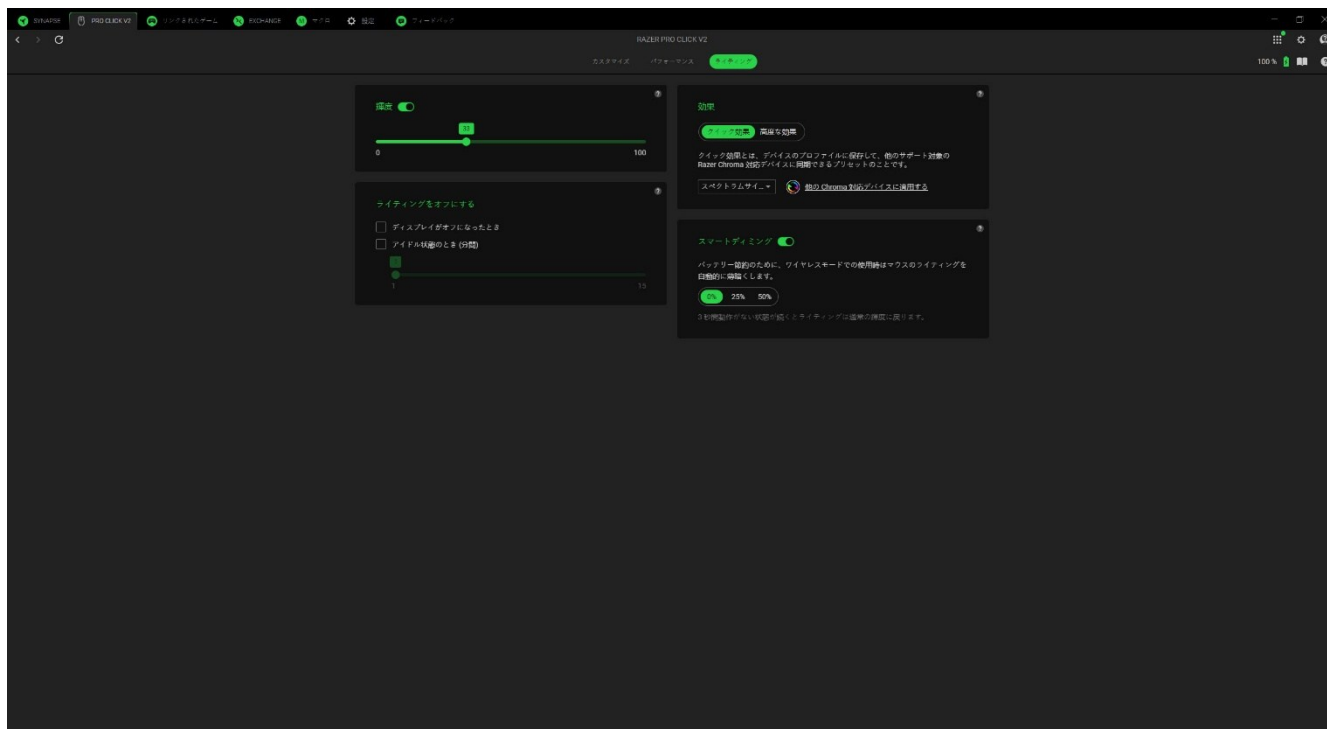 SYNAPSE PRO CLICK V2 リンクされたゲーム EXCHANGE マクロ 設定 フィードバック
RAZER PRO CLICK V2
カスタマイズ パフォーマンス ライティング
100 %
輝度
33
0 100
ライティングをオフにする
ディスプレイがオフになったとき
アイドル状態のとき (分間)
1 15
効果
クイック効果 高度な効果
クイック効果とは、デバイスのプロファイルに保存して、他のサポート対象の
Razer Chroma 対応デバイスに同期できるプリセットのことです。
スペクトラムサイ... 他の Chroma 対応デバイスに適用する
スマートディミング
バッテリー節約のために、ワイヤレスモードでの使用時はマウスのライティングを
自動的に薄暗くします。
0% 25% 50%
3 秒間動作がない状態が続くとライティングは通常の輝度に戻ります。